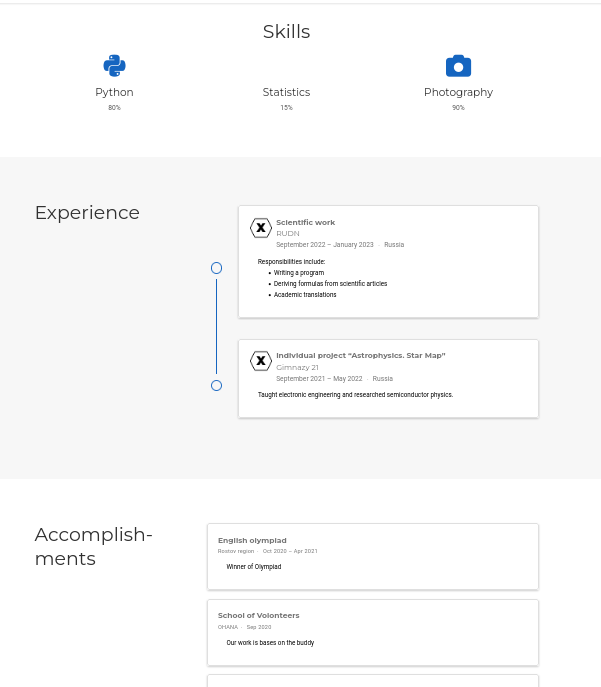 Skills
Python
Statistics
Photography
80%
15%
90%
Experience
X
Scientific work
RUDN
September 2022 – January 2023 · Russia
Responsibilities include:
• Writing a program
• Deriving formulas from scientific articles
• Academic translations
X
Individual project “Astrophysics. Star Map”
Gimnazy 21
September 2021 – May 2022 · Russia
Taught electronic engineering and researched semiconductor physics.
Accomplish-
ments
English olympiad
Rostov region · Oct 2020 – Apr 2021
Winner of Olympiad
School of Volonteers
OHANA · Sep 2020
Our work is bases on the buddy